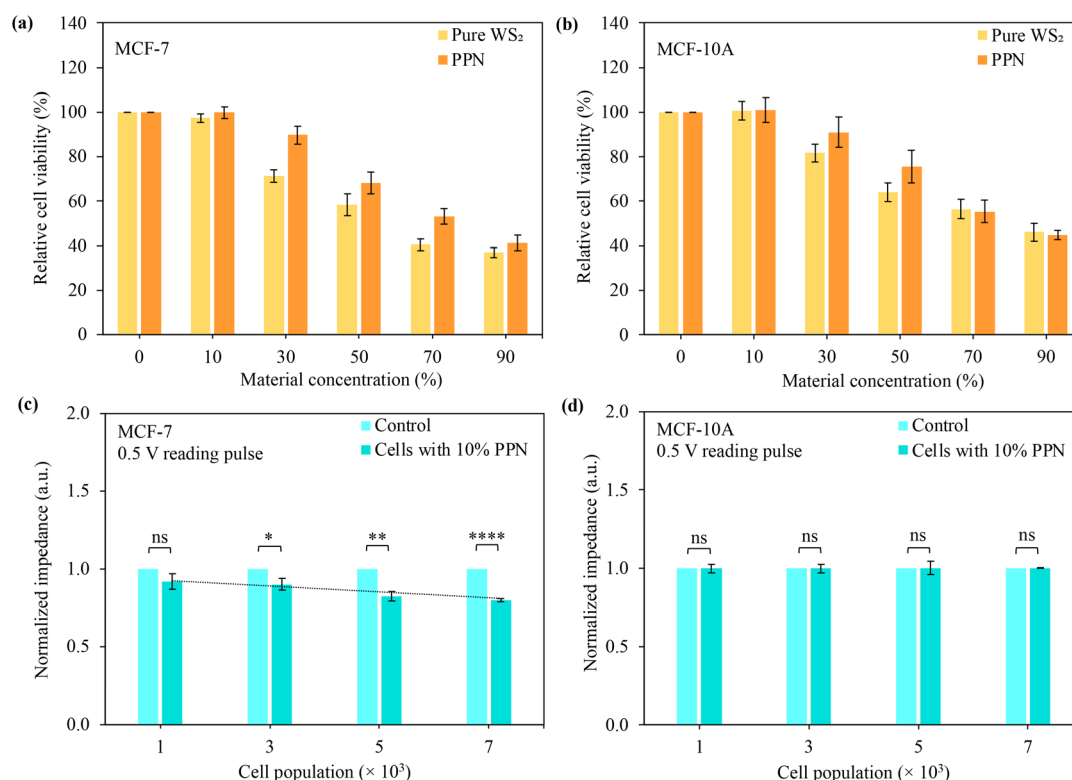 (a)
MCF-7
Pure WS₂
PPN
140
120
100
80
60
40
20
0
Relative cell viability (%)
0 10 30 50 70 90
Material concentration (%)
(b)
MCF-10A
Pure WS₂
PPN
140
120
100
80
60
40
20
0
Relative cell viability (%)
0 10 30 50 70 90
Material concentration (%)
(c)
MCF-7
0.5 V reading pulse
Control
Cells with 10% PPN
2.0
1.5
1.0
0.5
0.0
Normalized impedance (a.u.)
ns * ** ****
1 3 5 7
Cell population (× 10³)
(d)
MCF-10A
0.5 V reading pulse
Control
Cells with 10% PPN
2.0
1.5
1.0
0.5
0.0
Normalized impedance (a.u.)
ns ns ns ns
1 3 5 7
Cell population (× 10³)